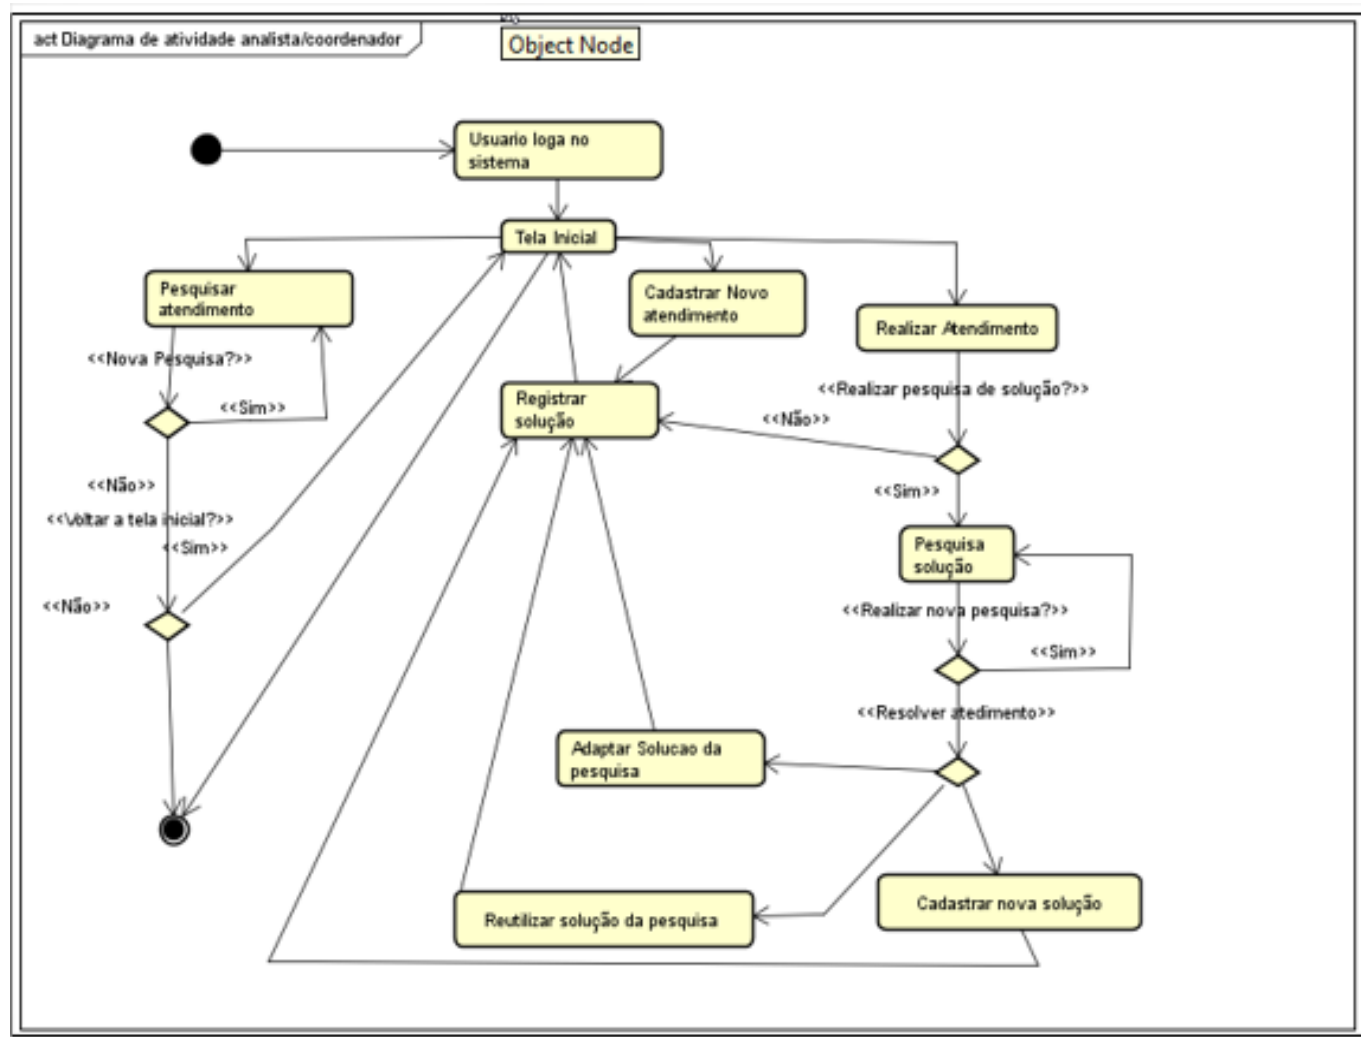 act Diagrama de atividade analista/coordenador
Object Node
Usuario loga no
sistema
Tela Inicial
Pesquisar
atendimento
Cadastrar Novo
atendimento
Realizar Atendimento
<<Nova Pesquisa?>>
<<Sim>>
<<Realizar pesquisa de solução?>>
Registrar
solução
<<Não>>
<<Não>>
<<Sim>>
<<Voltar a tela inicial?>>
<<Sim>>
Pesquisa
solução
<<Não>>
<<Realizar nova pesquisa?>>
<<Sim>>
<<Resolver atedimento>>
Adaptar Solucao da
pesquisa
Reutilizar solução da pesquisa
Cadastrar nova solução